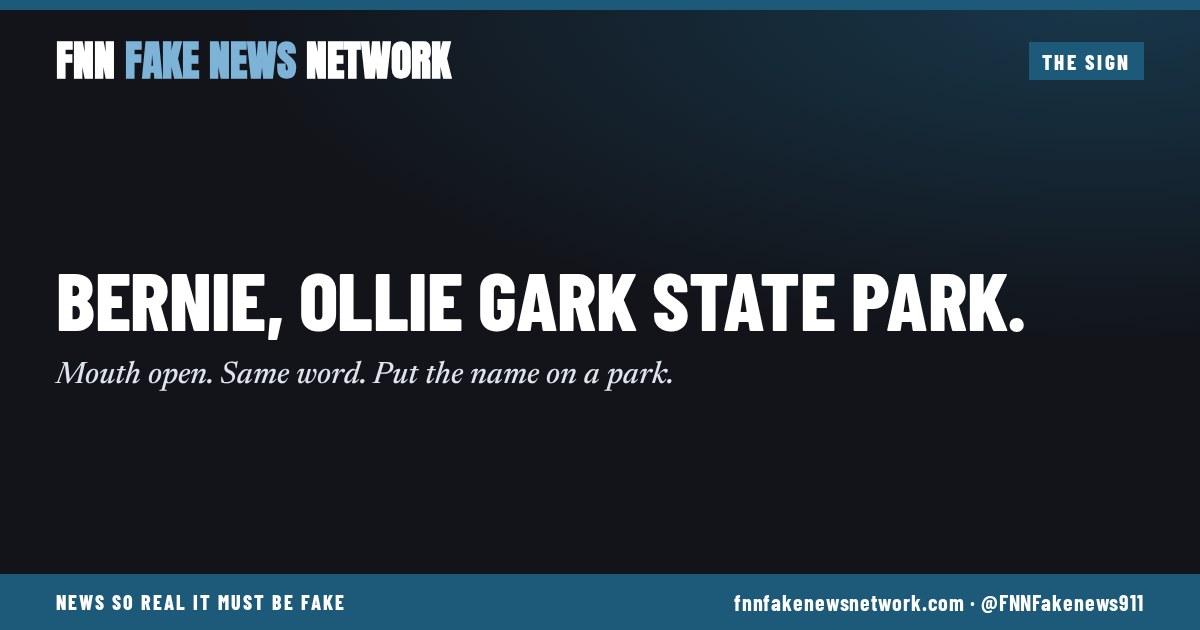 FNN FAKE NEWS NETWORK
THE SIGN
BERNIE, OLLIE GARK STATE PARK.
Mouth open. Same word. Put the name on a park.
NEWS SO REAL IT MUST BE FAKE
fnnfakenewsnetwork.com · @FNNFakenews911